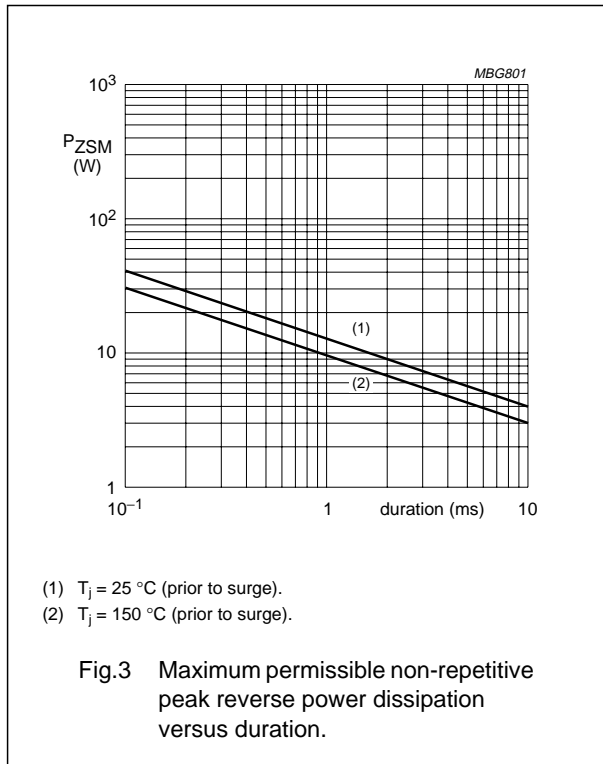 MBG801
10³
P_ZSM
(W)
10²
(1)
10
(2)
1
10⁻¹
1
duration (ms)
10
(1) T_j = 25 °C (prior to surge).
(2) T_j = 150 °C (prior to surge).
Fig.3 Maximum permissible non-repetitive
peak reverse power dissipation
versus duration.